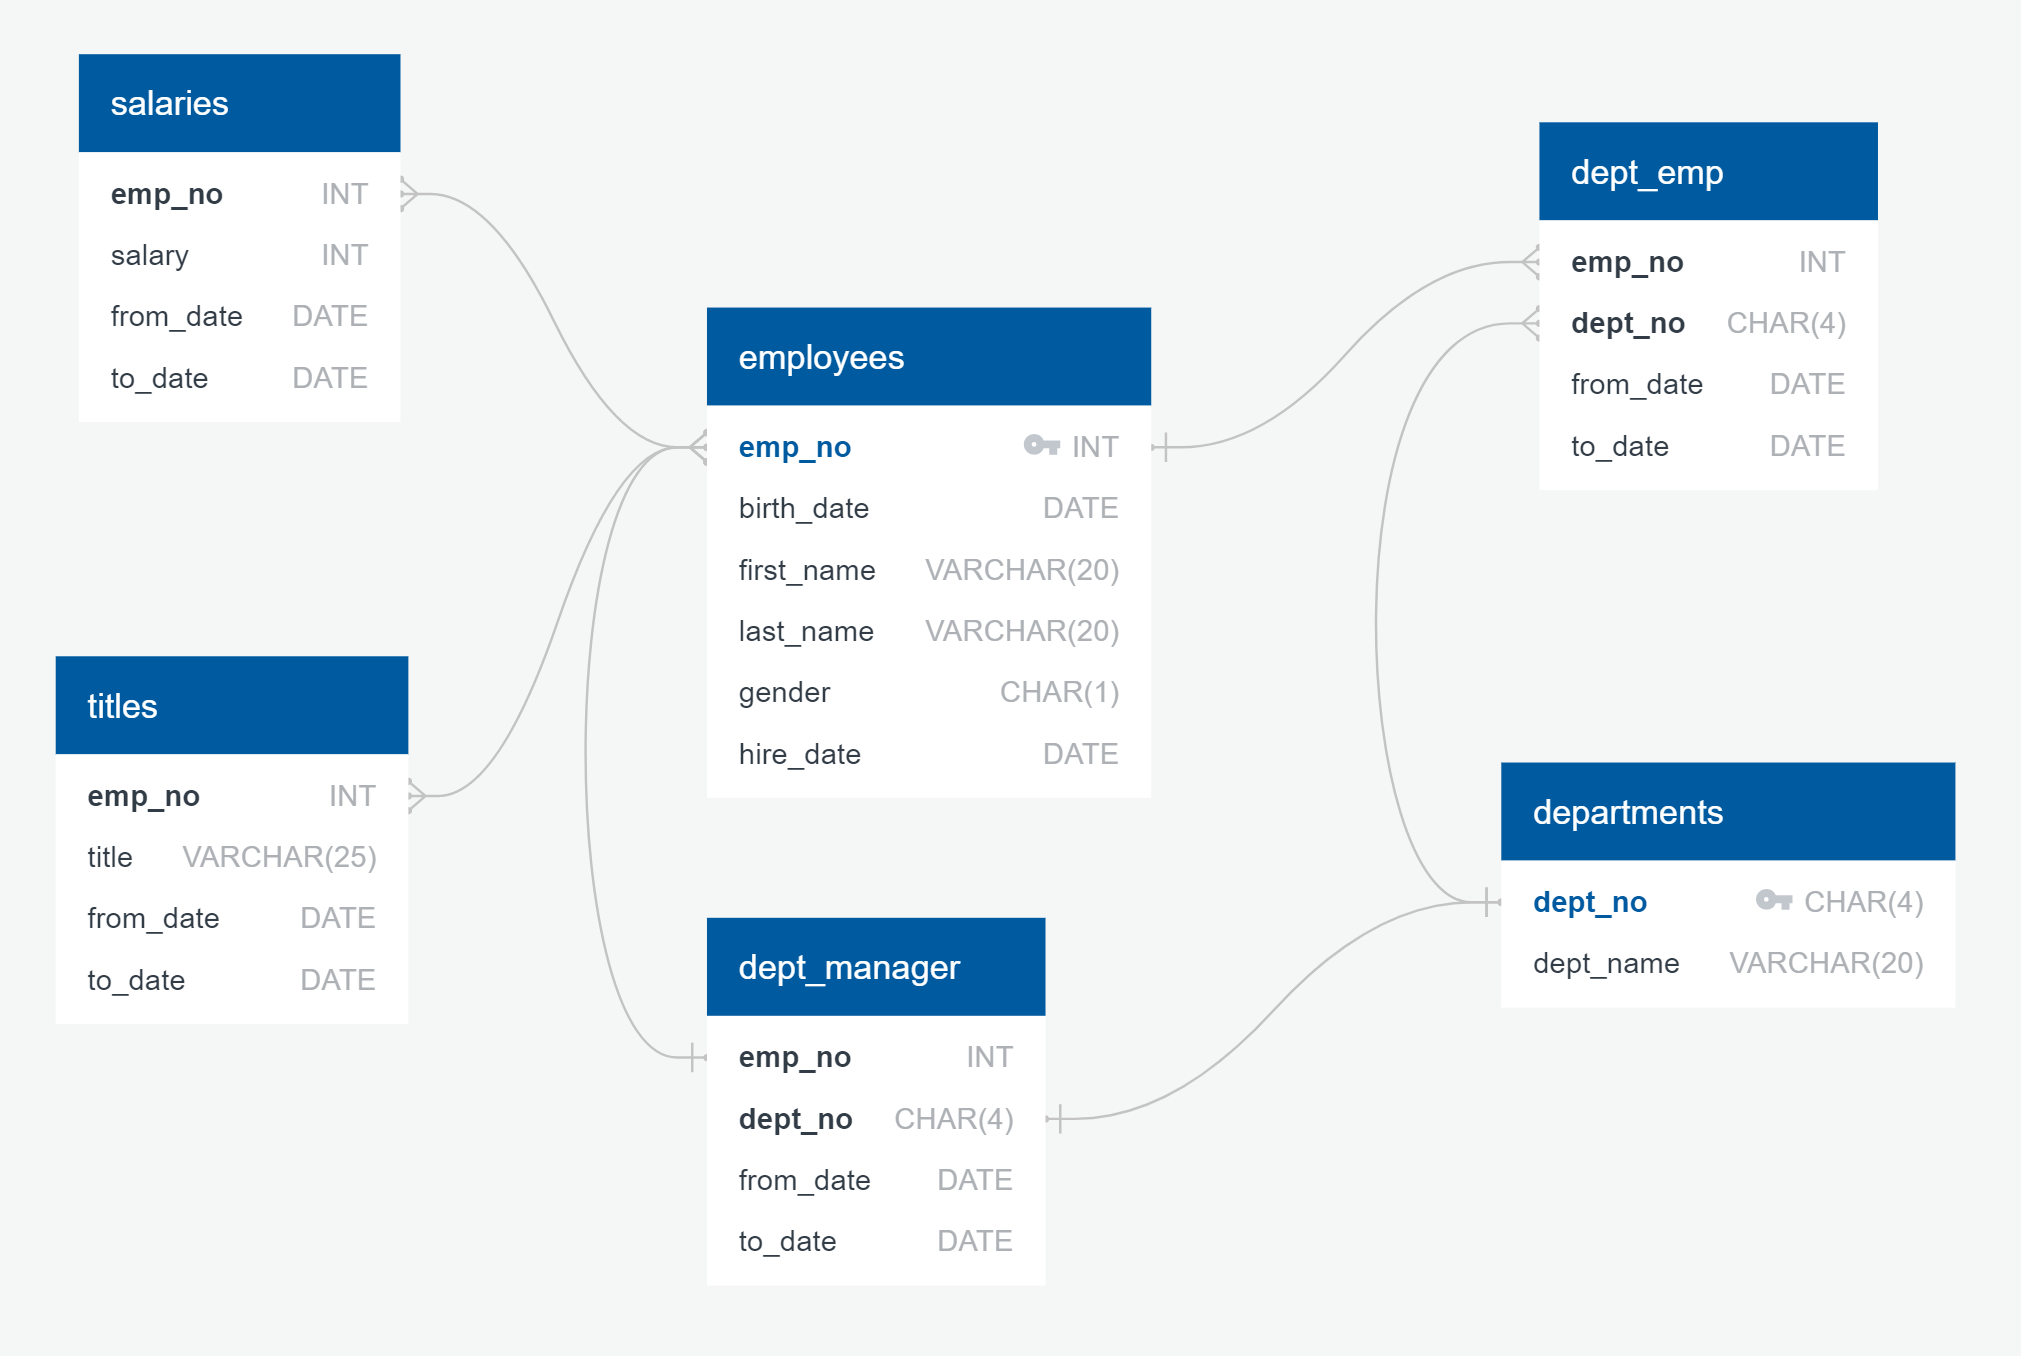 salaries
emp_no INT
salary INT
from_date DATE
to_date DATE
dept_emp
emp_no INT
dept_no CHAR(4)
from_date DATE
to_date DATE
employees
emp_no INT
birth_date DATE
first_name VARCHAR(20)
last_name VARCHAR(20)
gender CHAR(1)
hire_date DATE
titles
emp_no INT
title VARCHAR(25)
from_date DATE
to_date DATE
departments
dept_no CHAR(4)
dept_name VARCHAR(20)
dept_manager
emp_no INT
dept_no CHAR(4)
from_date DATE
to_date DATE